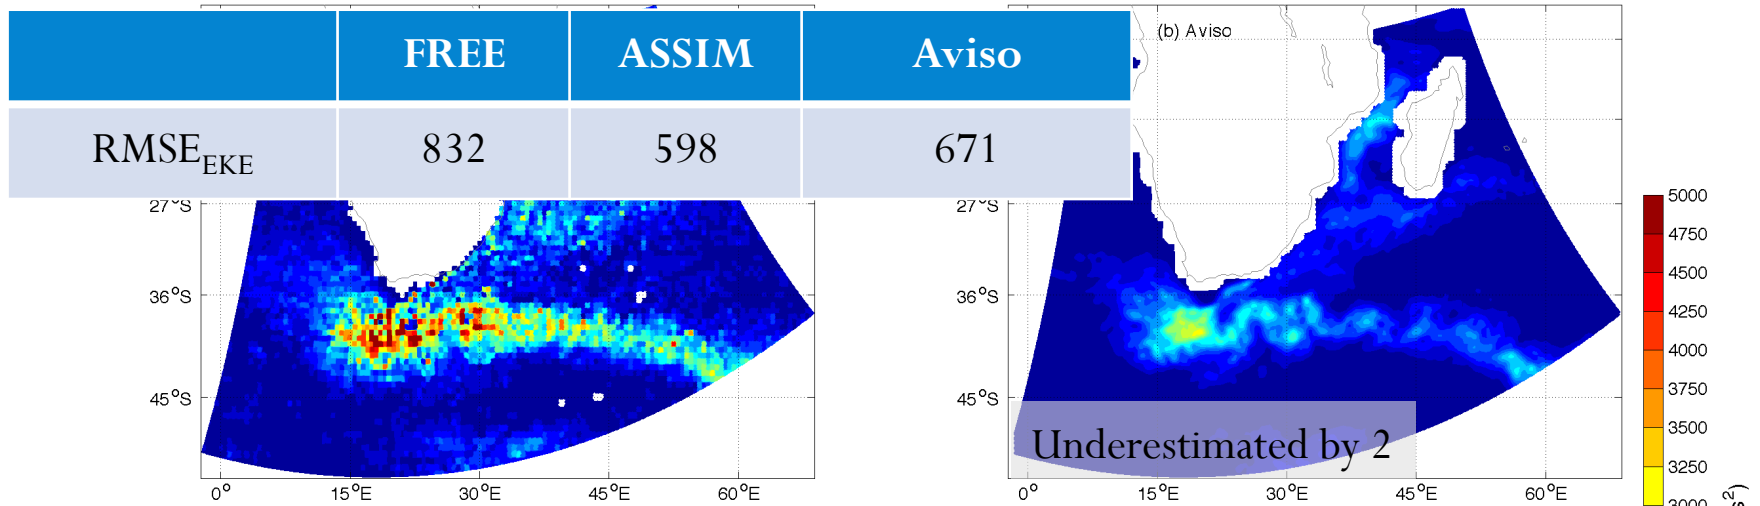 FREE ASSIM Aviso
RMSE_EKE 832 598 671
(b) Aviso
27°S
36°S
45°S
0° 15°E 30°E 45°E 60°E
27°S
36°S
45°S
Underestimated by 2
0° 15°E 30°E 45°E 60°E
5000
4750
4500
4250
4000
3750
3500
3250
3000